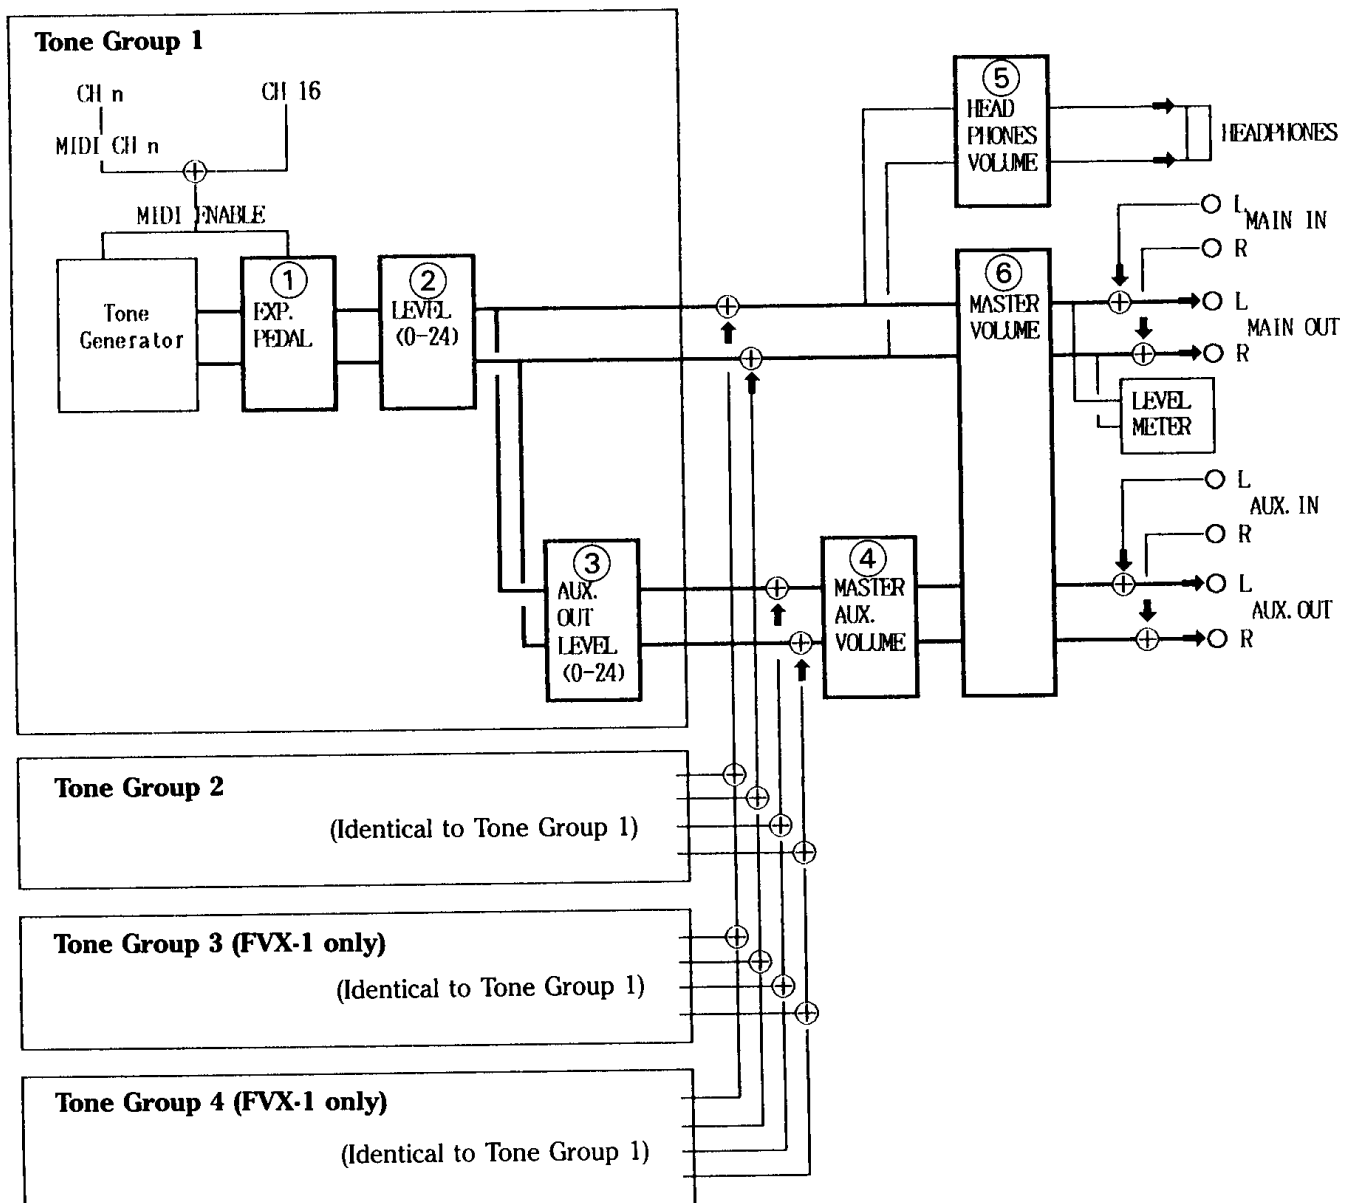 Tone Group 1
CH n
CH 16
MIDI CH n
MIDI ENABLE
Tone
Generator
1
EXP.
PEDAL
2
LEVEL
(0-24)
3
AUX.
OUT
LEVEL
(0-24)
4
MASTER
AUX.
VOLUME
5
HEAD
PHONES
VOLUME
HEADPHONES
6
MASTER
VOLUME
L
MAIN IN
R
L
MAIN OUT
R
LEVEL
METER
L
AUX. IN
R
L
AUX. OUT
R
Tone Group 2
(Identical to Tone Group 1)
Tone Group 3 (FVX-1 only)
(Identical to Tone Group 1)
Tone Group 4 (FVX-1 only)
(Identical to Tone Group 1)